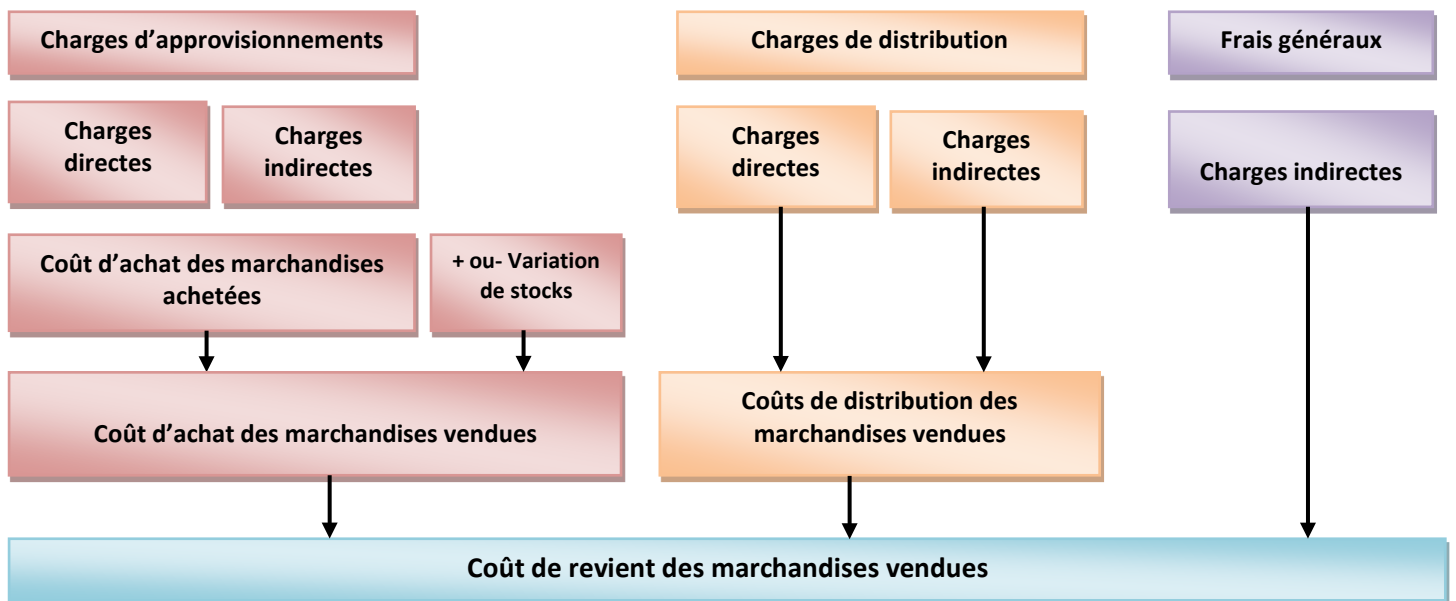 Charges d’approvisionnements
Charges de distribution
Frais généraux
Charges
directes
Charges
indirectes
Charges
directes
Charges
indirectes
Charges indirectes
Coût d’achat des marchandises
achetées
+ ou- Variation
de stocks
Coût d’achat des marchandises vendues
Coûts de distribution des
marchandises vendues
Coût de revient des marchandises vendues